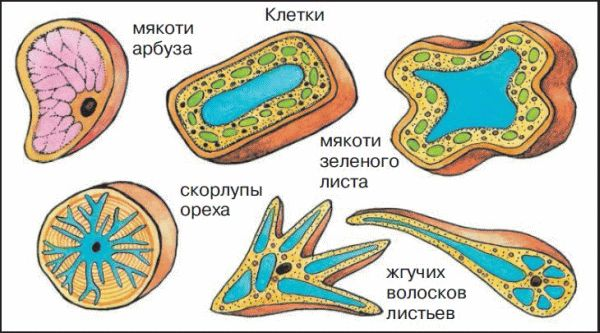 Клетки
мякоти
арбуза
мякоти
зеленого
листа
скорлупы
ореха
жгучих
волосков
листьев